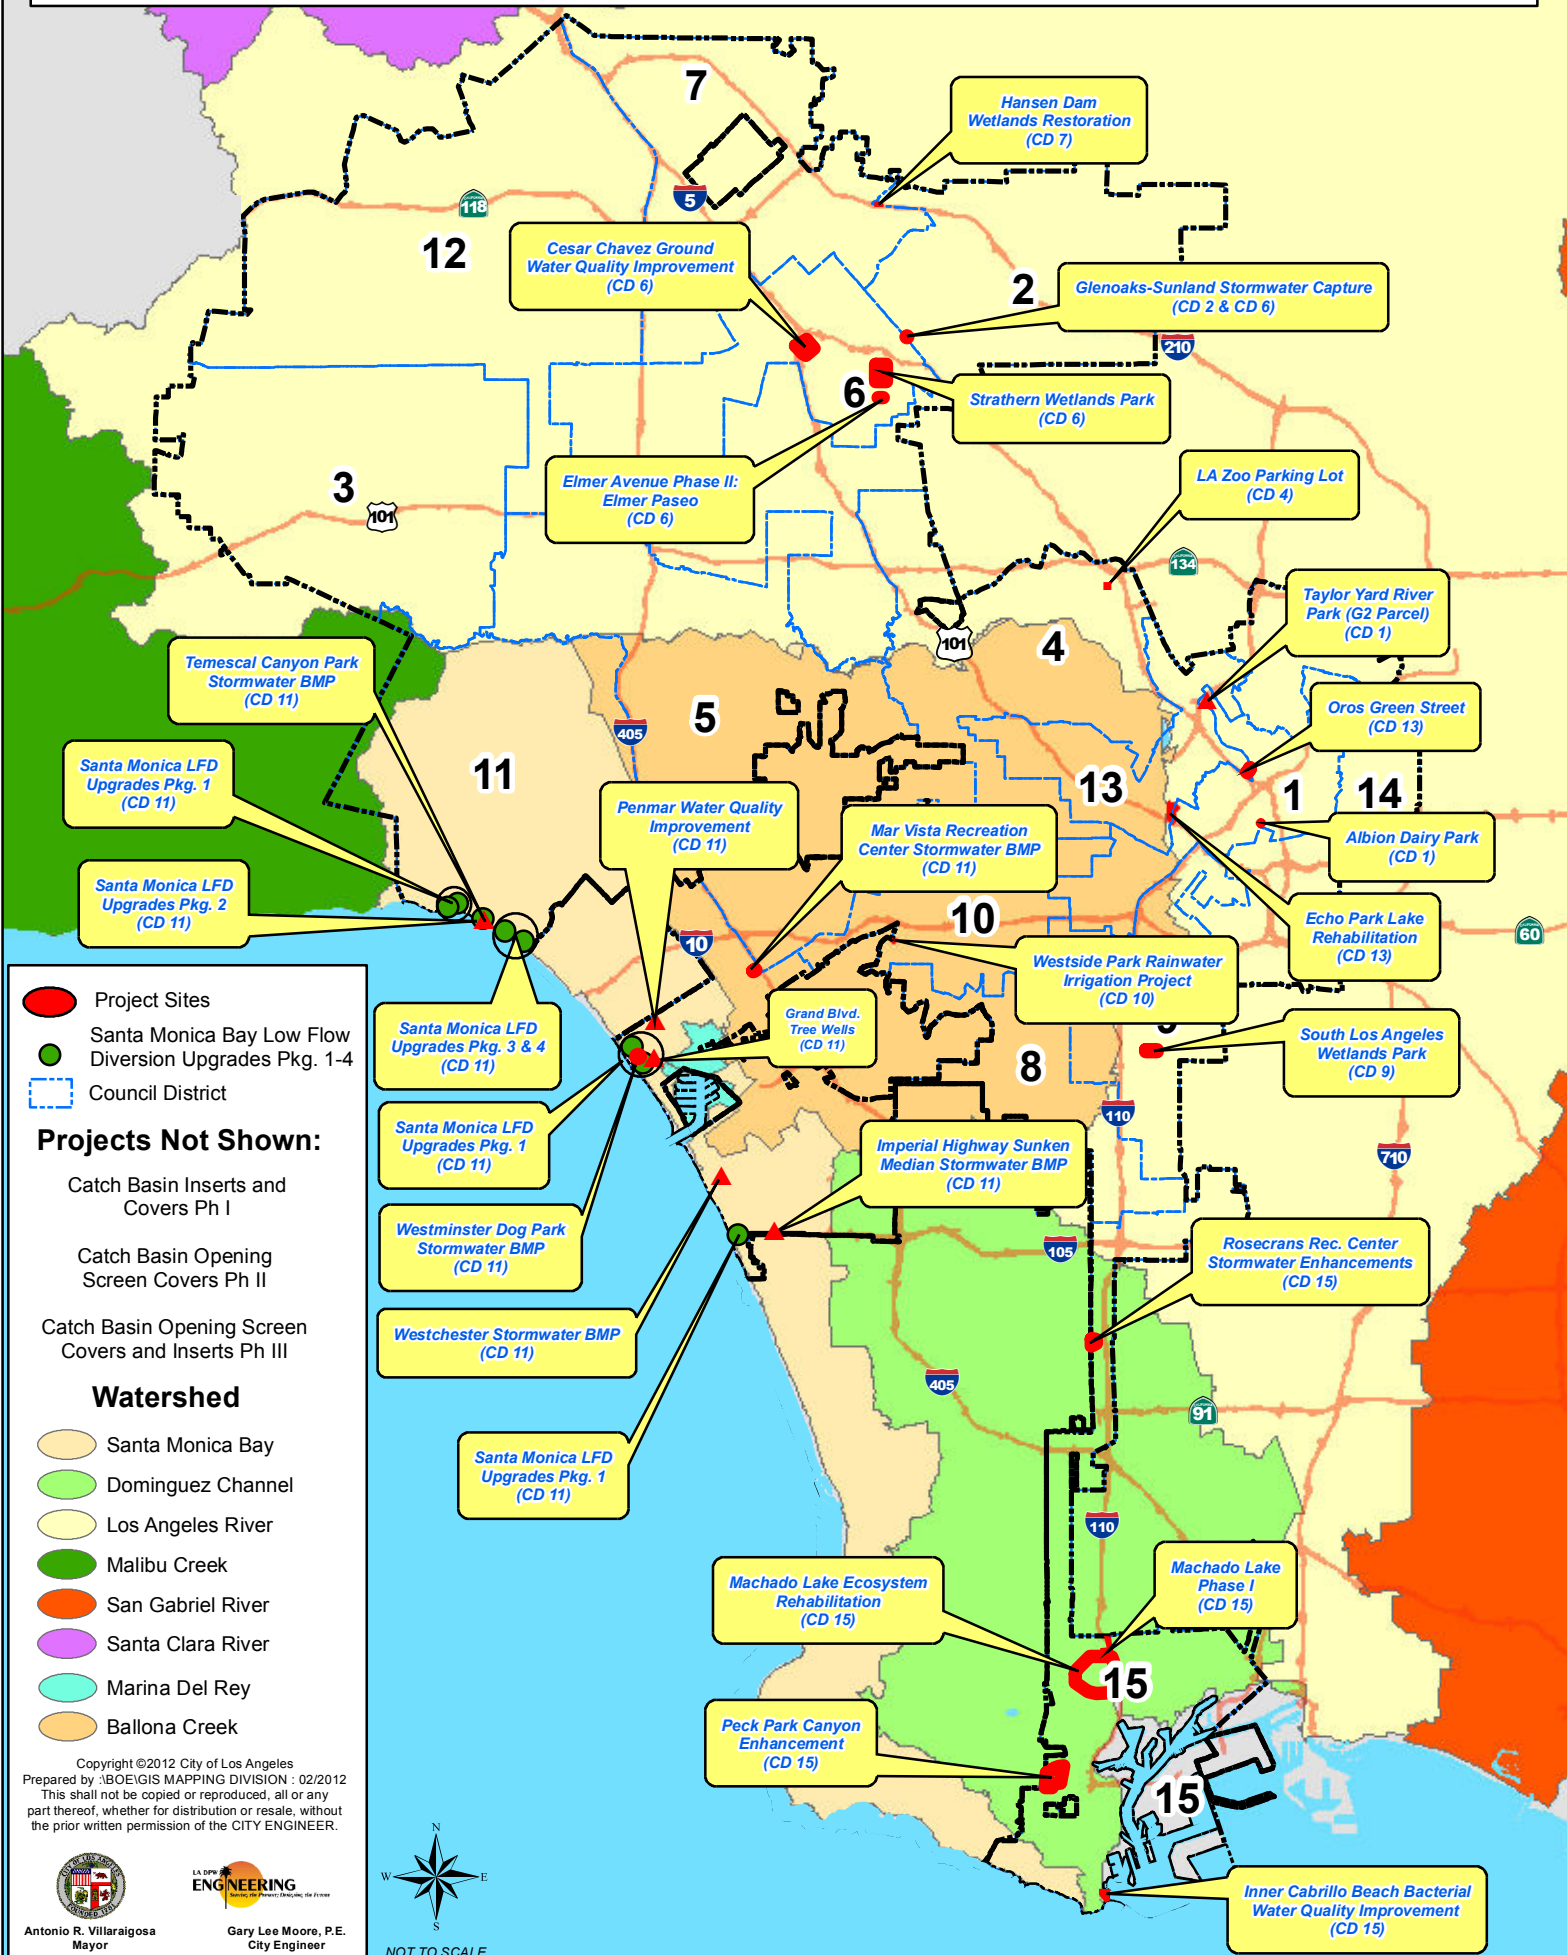 7
Hansen Dam
Wetlands Restoration
(CD 7)
CALIFORNIA
118
5
12
Cesar Chavez Ground
Water Quality Improvement
(CD 6)
2
Glenoaks-Sunland Stormwater Capture
(CD 2 & CD 6)
210
6
Strathern Wetlands Park
(CD 6)
3
101
Elmer Avenue Phase II:
Elmer Paseo
(CD 6)
LA Zoo Parking Lot
(CD 4)
CALIFORNIA
134
Taylor Yard River
Park (G2 Parcel)
(CD 1)
101
4
Temescal Canyon Park
Stormwater BMP
(CD 11)
5
405
Oros Green Street
(CD 13)
Santa Monica LFD
Upgrades Pkg. 1
(CD 11)
11
13
1
14
Penmar Water Quality
Improvement
(CD 11)
Mar Vista Recreation
Center Stormwater BMP
(CD 11)
Albion Dairy Park
(CD 1)
Santa Monica LFD
Upgrades Pkg. 2
(CD 11)
10
10
Echo Park Lake
Rehabilitation
(CD 13)
CALIFORNIA
60
Westside Park Rainwater
Irrigation Project
(CD 10)
Project Sites
Santa Monica Bay Low Flow
Diversion Upgrades Pkg. 1-4
Council District
Santa Monica LFD
Upgrades Pkg. 3 & 4
(CD 11)
Grand Blvd.
Tree Wells
(CD 11)
8
South Los Angeles
Wetlands Park
(CD 9)
110
Projects Not Shown:
Catch Basin Inserts and
Covers Ph I
Catch Basin Opening
Screen Covers Ph II
Catch Basin Opening Screen
Covers and Inserts Ph III
Santa Monica LFD
Upgrades Pkg. 1
(CD 11)
Imperial Highway Sunken
Median Stormwater BMP
(CD 11)
710
Westminster Dog Park
Stormwater BMP
(CD 11)
105
Rosecrans Rec. Center
Stormwater Enhancements
(CD 15)
Westchester Stormwater BMP
(CD 11)
405
CALIFORNIA
91
Santa Monica LFD
Upgrades Pkg. 1
(CD 11)
110
Watershed
Santa Monica Bay
Dominguez Channel
Los Angeles River
Malibu Creek
San Gabriel River
Santa Clara River
Marina Del Rey
Ballona Creek
Machado Lake Ecosystem
Rehabilitation
(CD 15)
Machado Lake
Phase I
(CD 15)
15
Peck Park Canyon
Enhancement
(CD 15)
15
Inner Cabrillo Beach Bacterial
Water Quality Improvement
(CD 15)
Copyright ©2012 City of Los Angeles
Prepared by :\BOE\GIS MAPPING DIVISION : 02/2012
This shall not be copied or reproduced, all or any
part thereof, whether for distribution or resale, without
the prior written permission of the CITY ENGINEER.
LA DPW
ENGINEERING
Antonio R. Villaraigosa
Mayor
Gary Lee Moore, P.E.
City Engineer
N
W
E
S
NOT TO SCALE